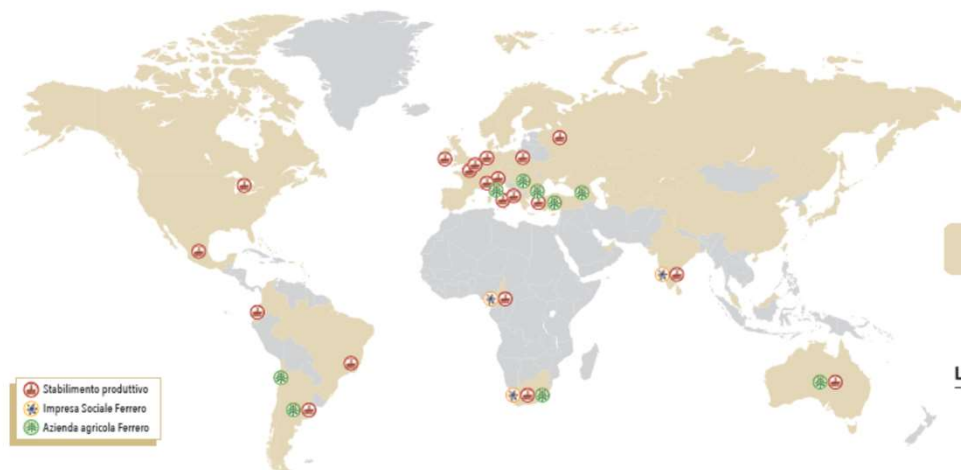 Stabilimento produttivo
Impresa Sociale Ferrero
Azienda agricola Ferrero
L